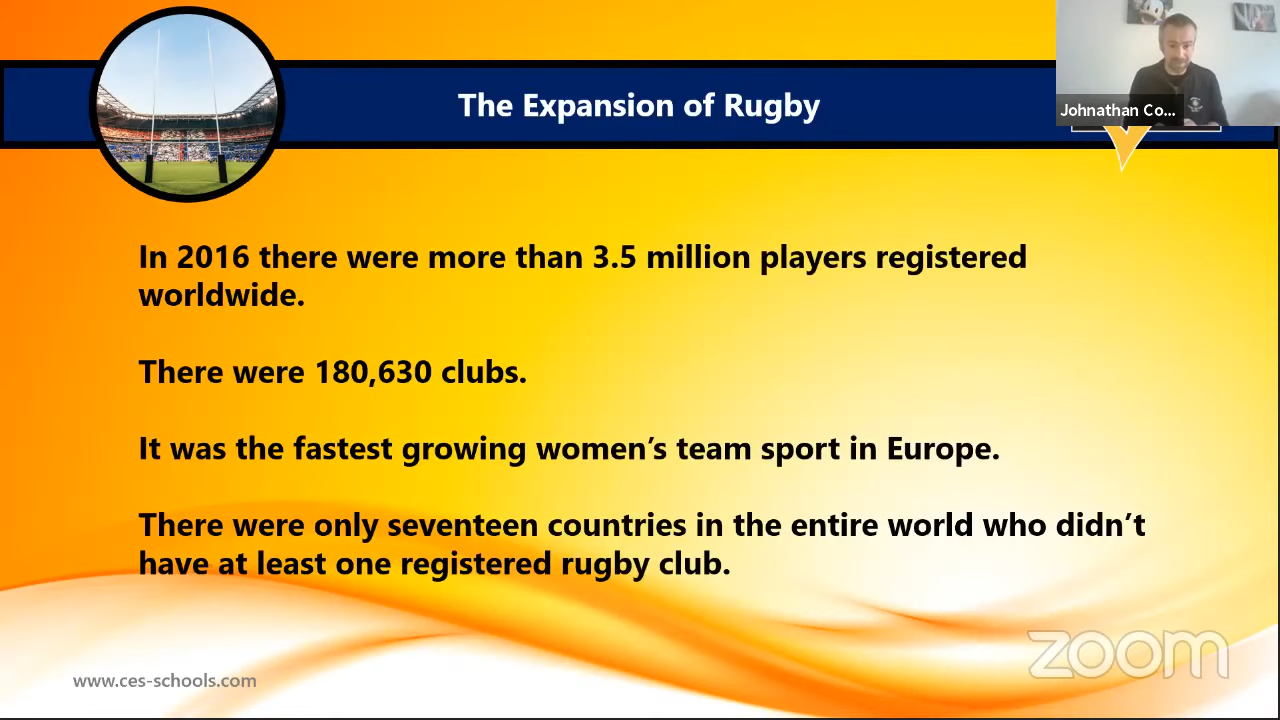 The Expansion of Rugby
Johnathan Co...
In 2016 there were more than 3.5 million players registered
worldwide.
There were 180,630 clubs.
It was the fastest growing women’s team sport in Europe.
There were only seventeen countries in the entire world who didn’t
have at least one registered rugby club.
www.ces-schools.com
zoom